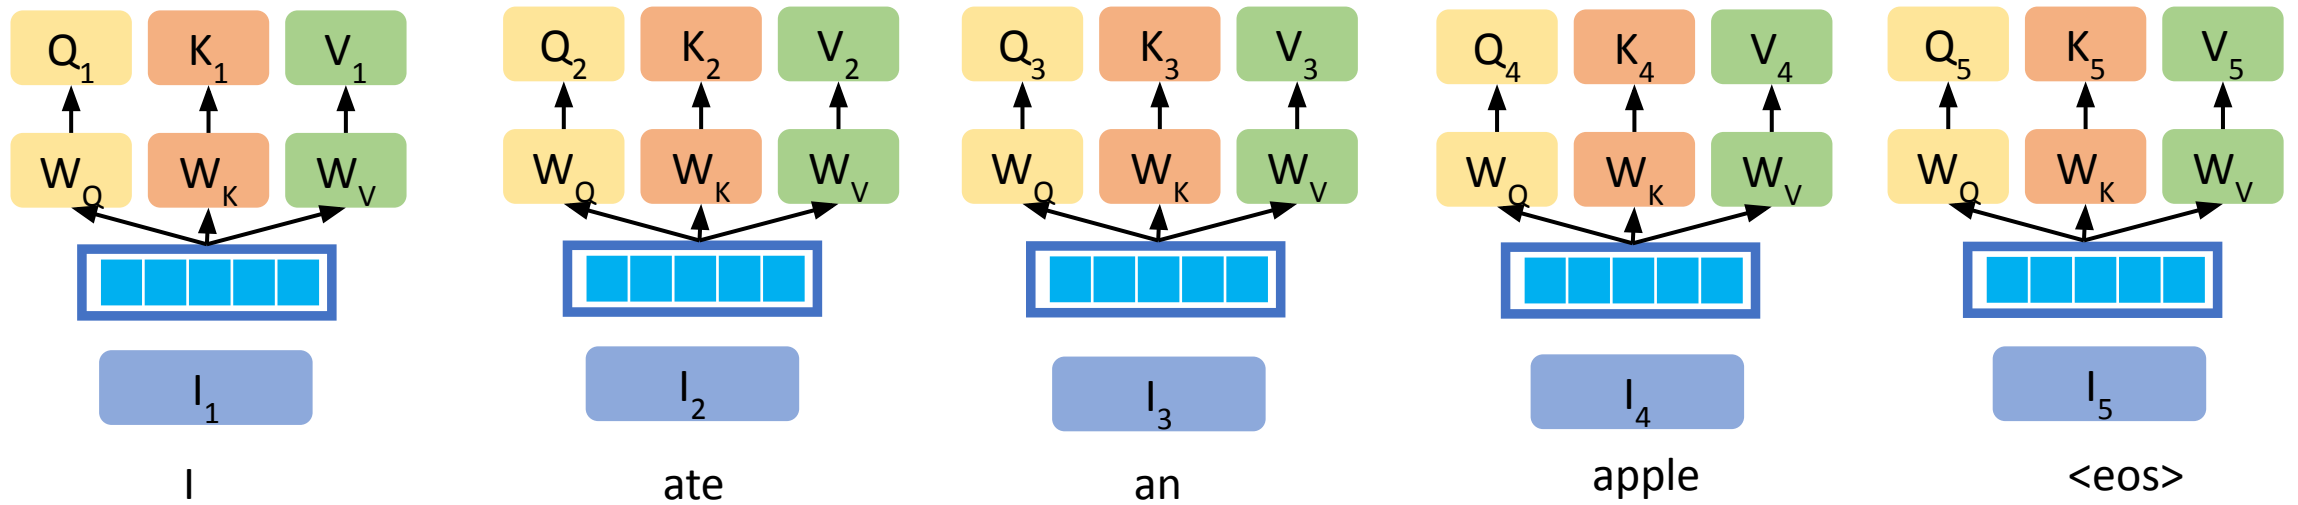 Q1 K1 V1 Q2 K2 V2 Q3 K3 V3 Q4 K4 V4 Q5 K5 V5
WQ WK WV WQ WK WV WQ WK WV WQ WK WV WQ WK WV
I1 I2 I3 I4 I5
I ate an apple <eos>